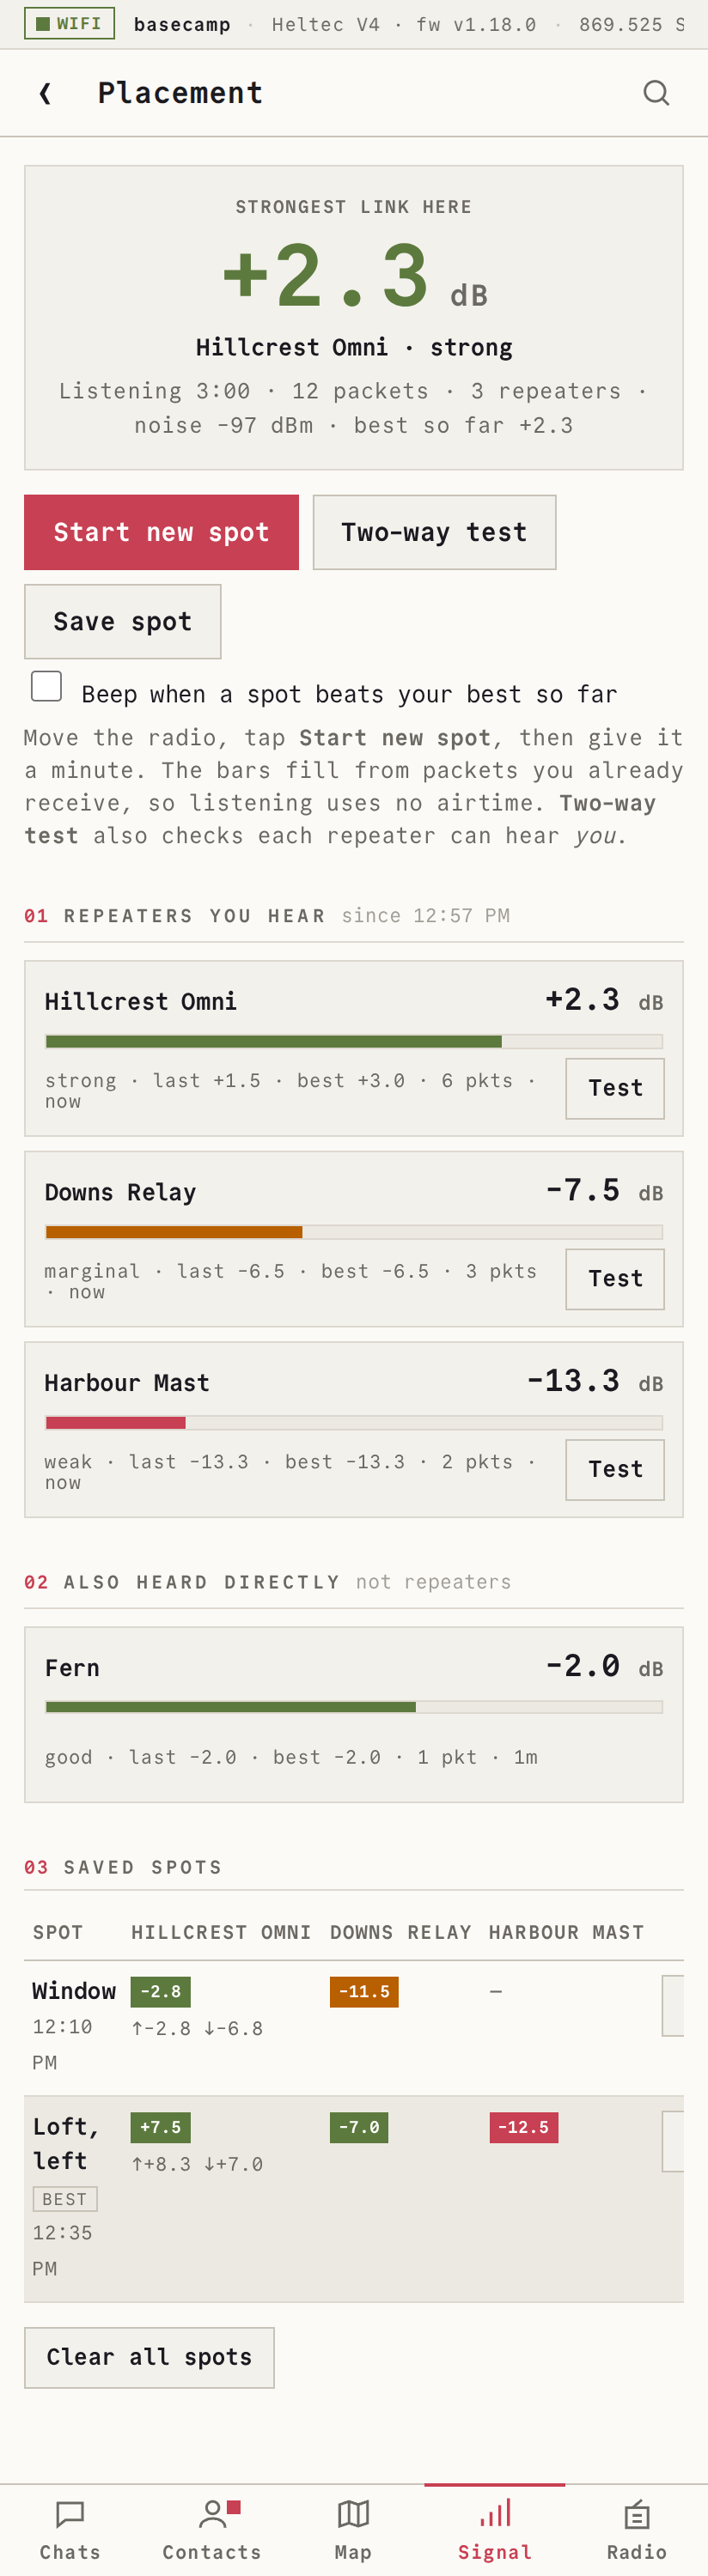 WIFI basecamp · Heltec V4 · fw v1.18.0 · 869.525 S
‹ Placement
STRONGEST LINK HERE
+2.3 dB
Hillcrest Omni · strong
Listening 3:00 · 12 packets · 3 repeaters ·
noise −97 dBm · best so far +2.3
Start new spot Two-way test
Save spot
Beep when a spot beats your best so far
Move the radio, tap Start new spot, then give it
a minute. The bars fill from packets you already
receive, so listening uses no airtime. Two-way
test also checks each repeater can hear you.
01 REPEATERS YOU HEAR since 12:57 PM
Hillcrest Omni +2.3 dB
strong · last +1.5 · best +3.0 · 6 pkts ·
now
Test
Downs Relay −7.5 dB
marginal · last −6.5 · best −6.5 · 3 pkts
· now
Test
Harbour Mast −13.3 dB
weak · last −13.3 · best −13.3 · 2 pkts ·
now
Test
02 ALSO HEARD DIRECTLY not repeaters
Fern −2.0 dB
good · last −2.0 · best −2.0 · 1 pkt · 1m
03 SAVED SPOTS
SPOT HILLCREST OMNI DOWNS RELAY HARBOUR MAST
Window −2.8 −11.5 —
12:10 ↑−2.8 ↓−6.8
PM
Loft, +7.5 −7.0 −12.5
left ↑+8.3 ↓+7.0
BEST
12:35
PM
Clear all spots
Chats Contacts Map Signal Radio